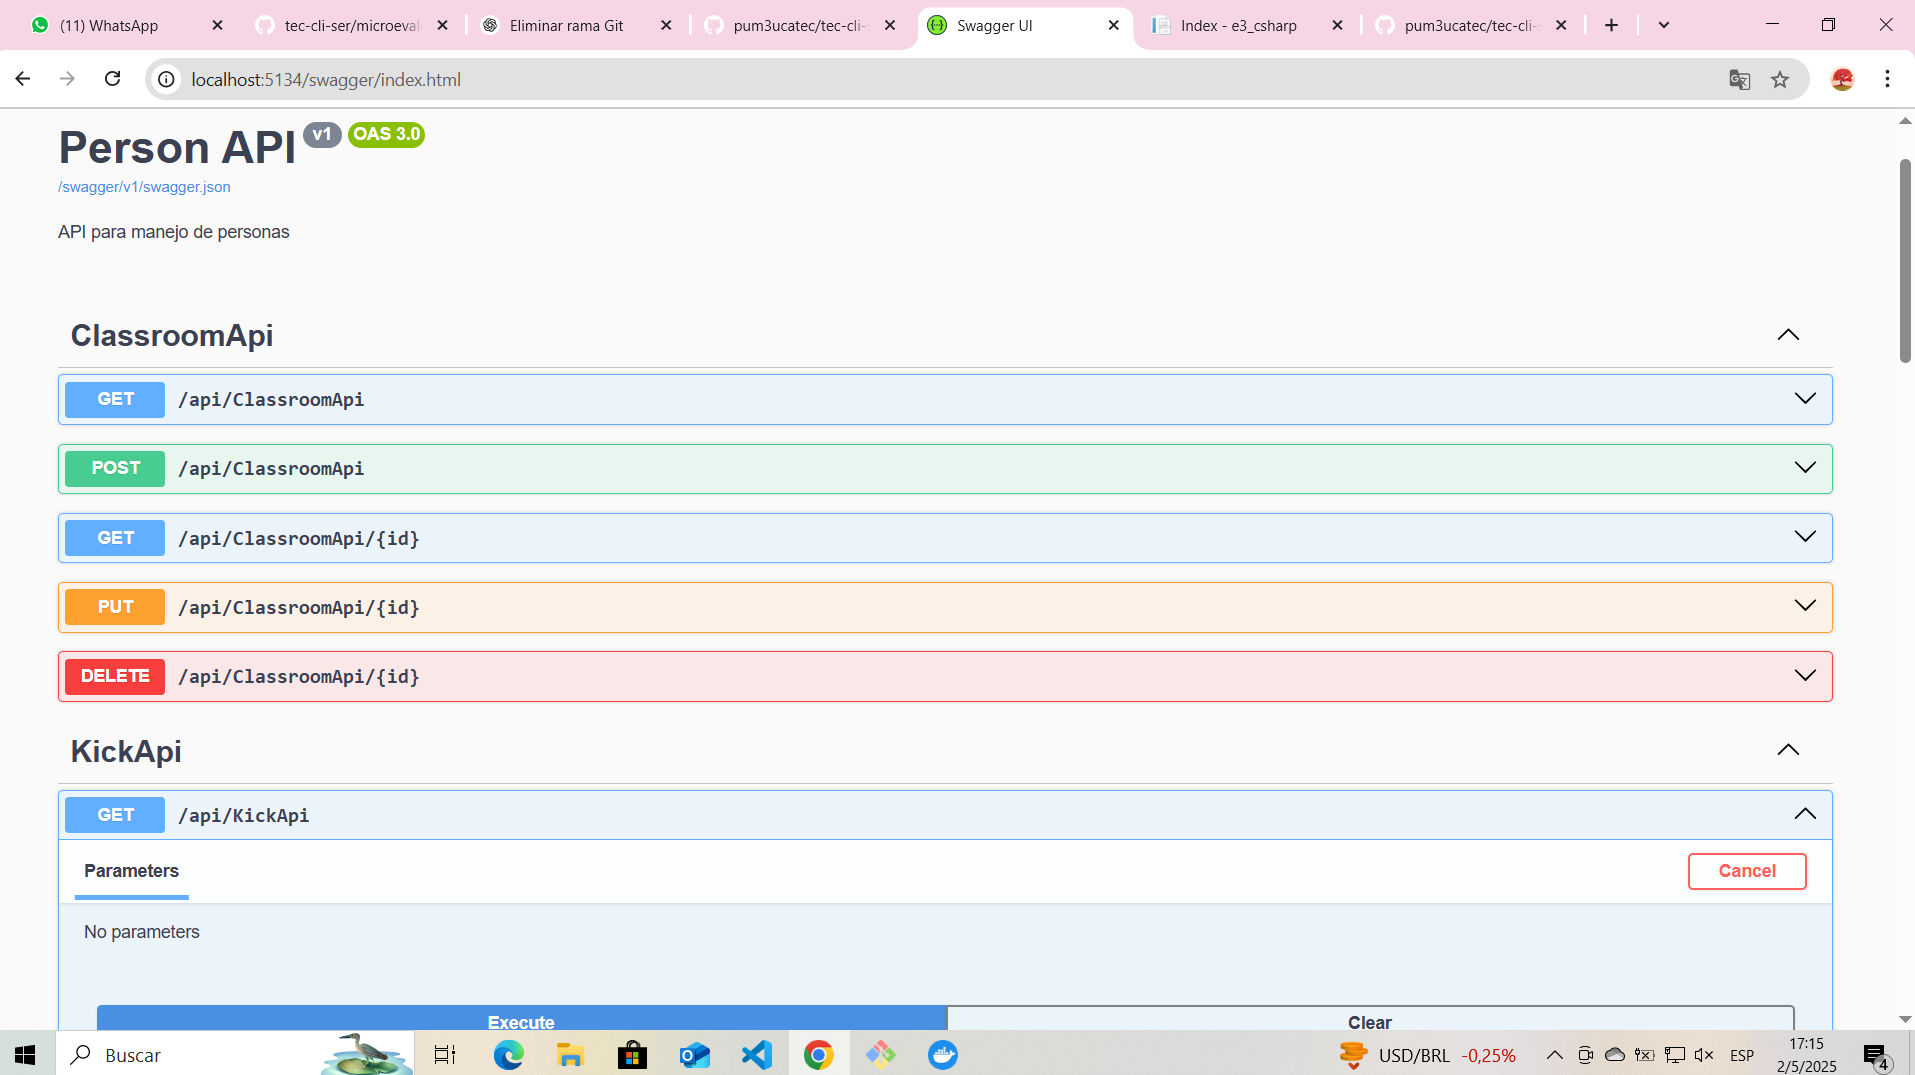 (11) WhatsApp
tec-cli-ser/microeval
Eliminar rama Git
pum3ucatec/tec-cli-
Swagger UI
Index - e3_csharp
pum3ucatec/tec-cli-
localhost:5134/swagger/index.html
Person API v1 OAS 3.0
/swagger/v1/swagger.json
API para manejo de personas
ClassroomApi
GET /api/ClassroomApi
POST /api/ClassroomApi
GET /api/ClassroomApi/{id}
PUT /api/ClassroomApi/{id}
DELETE /api/ClassroomApi/{id}
KickApi
GET /api/KickApi
Parameters
Cancel
No parameters
Execute
Clear
Buscar
USD/BRL -0,25%
ESP
17:15
2/5/2025
4